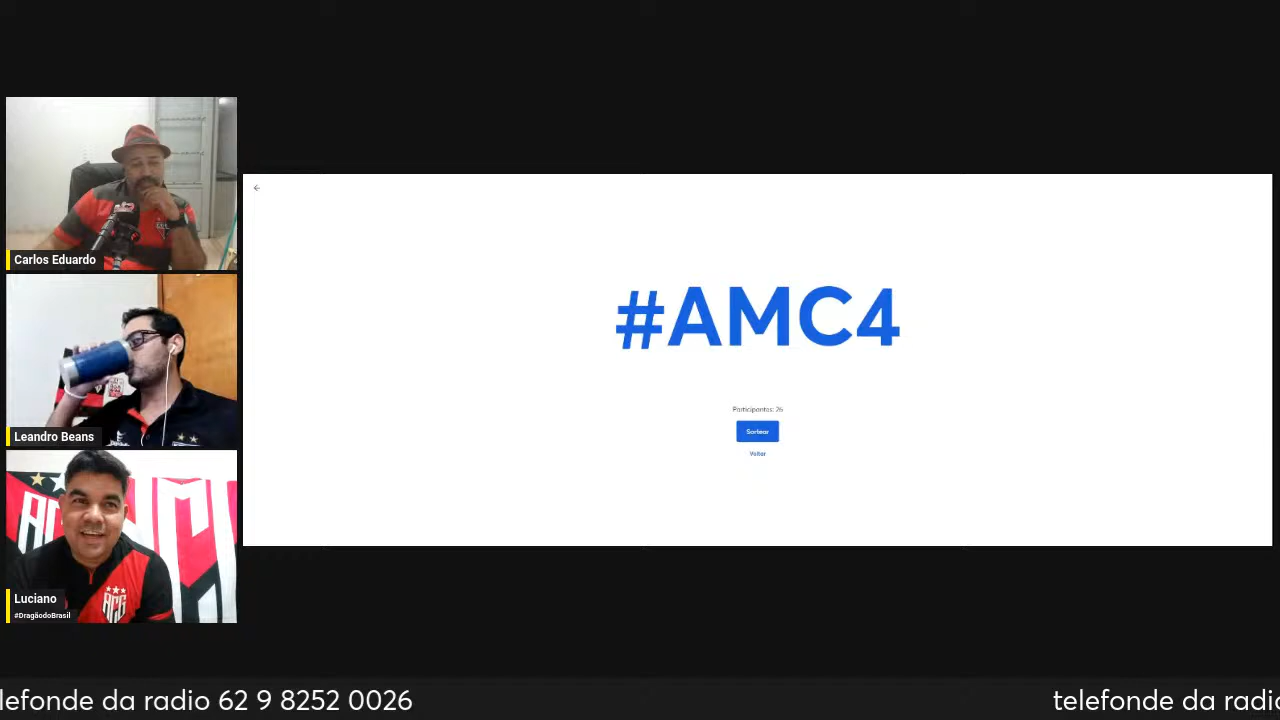 Carlos Eduardo
Leandro Beans
ACG
Luciano
#DragãodoBrasil
#AMC4
Participantes: 26
Sortear
Voltar
lefonde da radio 62 9 8252 0026
telefonde da radio